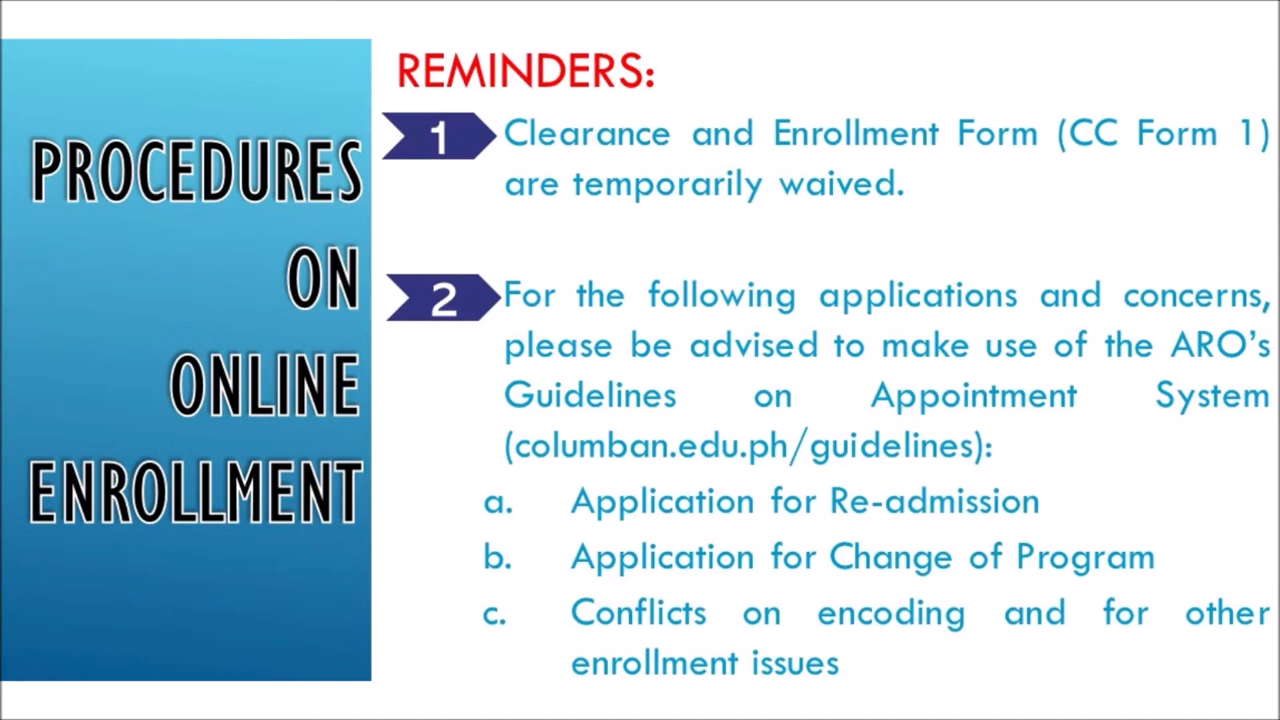 PROCEDURES
ON
ONLINE
ENROLLMENT
REMINDERS:
1 Clearance and Enrollment Form (CC Form 1)
are temporarily waived.
2 For the following applications and concerns,
please be advised to make use of the ARO's
Guidelines on Appointment System
(columban.edu.ph/guidelines):
a. Application for Re-admission
b. Application for Change of Program
c. Conflicts on encoding and for other
enrollment issues